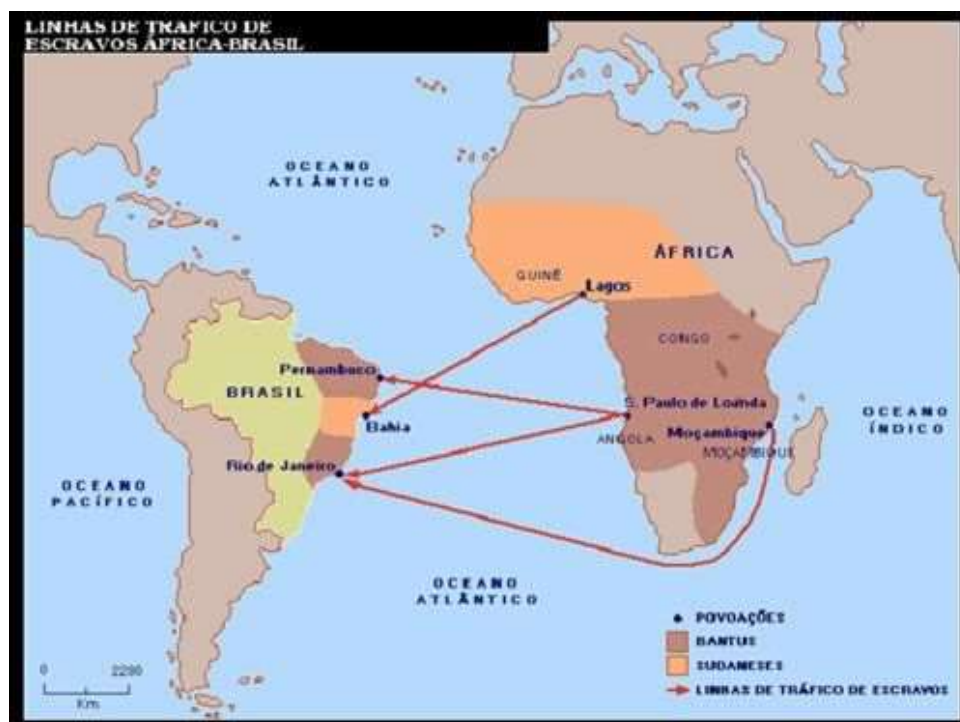 LINHAS DE TRÁFICO DE
ESCRAVOS ÁFRICA-BRASIL
OCEANO
ATLÂNTICO
ÁFRICA
GUINÉ
Lagos
CONGO
Pernambuco
BRASIL
S. Paulo de Loanda
Bahia
ANGOLA
Moçambique
MOÇAMBIQUE
OCEANO
ÍNDICO
Rio de Janeiro
OCEANO
PACÍFICO
OCEANO
ATLÂNTICO
POVOAÇÕES
BANTUS
SUDANESES
LINHAS DE TRÁFICO DE ESCRAVOS
0 2200
Km